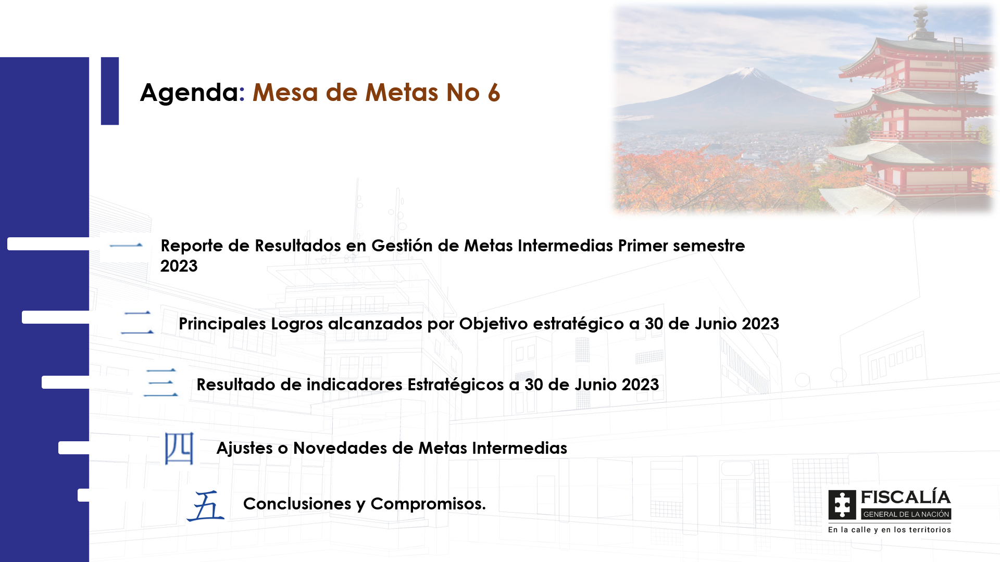 Agenda: Mesa de Metas No 6
一 Reporte de Resultados en Gestión de Metas Intermedias Primer semestre
2023
二 Principales Logros alcanzados por Objetivo estratégico a 30 de Junio 2023
三 Resultado de indicadores Estratégicos a 30 de Junio 2023
四 Ajustes o Novedades de Metas Intermedias
五 Conclusiones y Compromisos.
FISCALÍA
GENERAL DE LA NACIÓN
En la calle y en los territorios